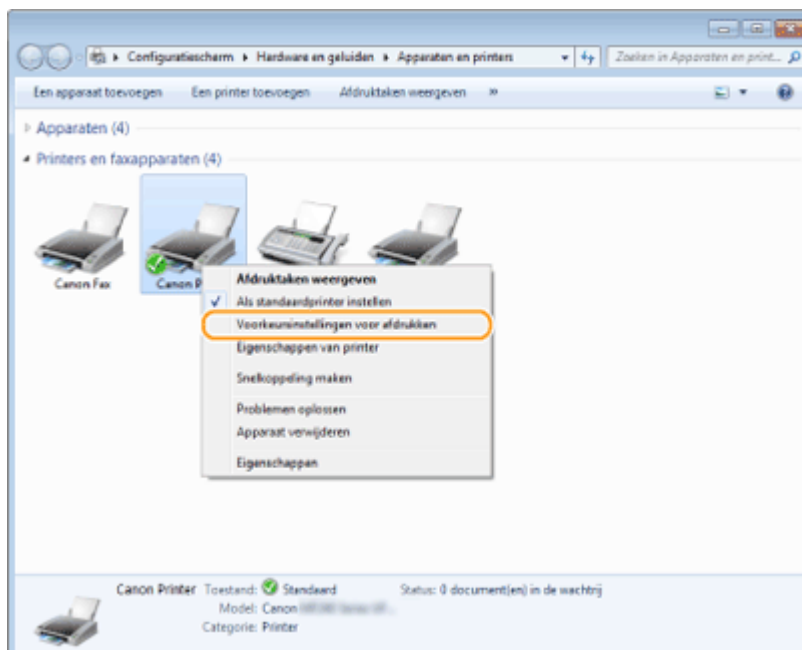 Configuratiescherm ▸ Hardware en geluiden ▸ Apparaten en printers
Zoeken in Apparaten en print...
Een apparaat toevoegen Een printer toevoegen Afdruktaken weergeven »
Apparaten (4)
Printers en faxapparaten (4)
Canon Fax
Canon P
Afdruktaken weergeven
Als standaardprinter instellen
Voorkeursinstellingen voor afdrukken
Eigenschappen van printer
Snelkoppeling maken
Problemen oplossen
Apparaat verwijderen
Eigenschappen
Canon Printer Toestand: Standaard Status: 0 document(en) in de wachtrij
Model: Canon
Categorie: Printer